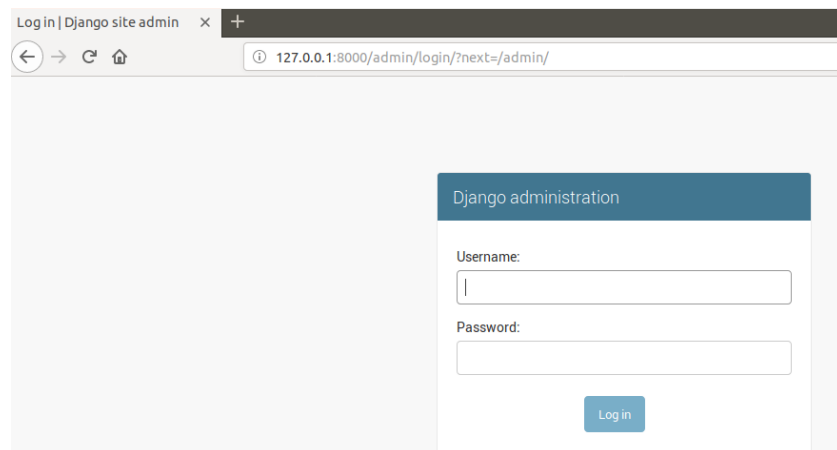 Log in | Django site admin
127.0.0.1:8000/admin/login/?next=/admin/
Django administration
Username:
Password:
Log in